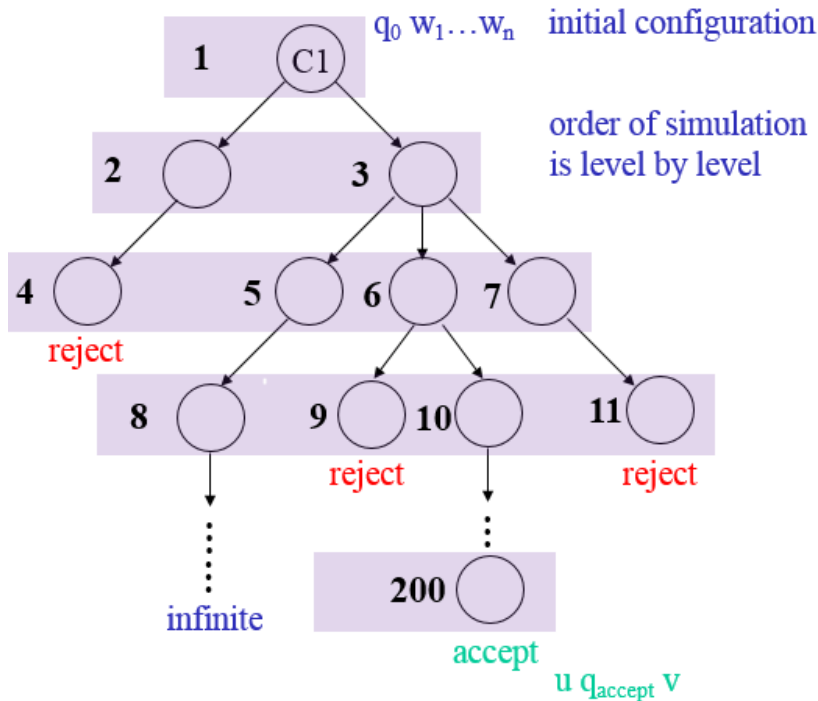 q₀ w₁…wₙ initial configuration
1 C1
order of simulation
is level by level
2 3
4 5 6 7
reject
8 9 10 11
reject reject
infinite
200
accept
u q_accept v